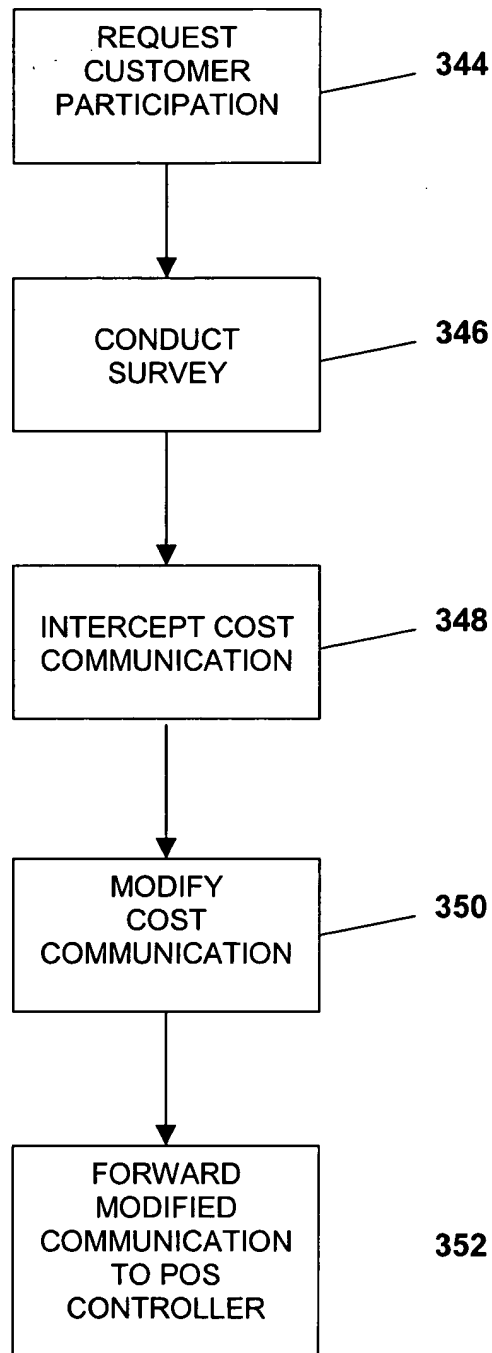 REQUEST
CUSTOMER
PARTICIPATION
344
CONDUCT
SURVEY
346
INTERCEPT COST
COMMUNICATION
348
MODIFY
COST
COMMUNICATION
350
FORWARD
MODIFIED
COMMUNICATION
TO POS
CONTROLLER
352